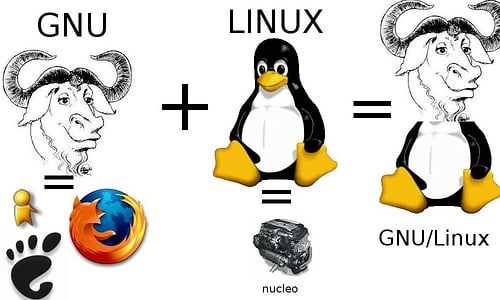 GNU
+
LINUX
=
=
=
nucleo
GNU/Linux